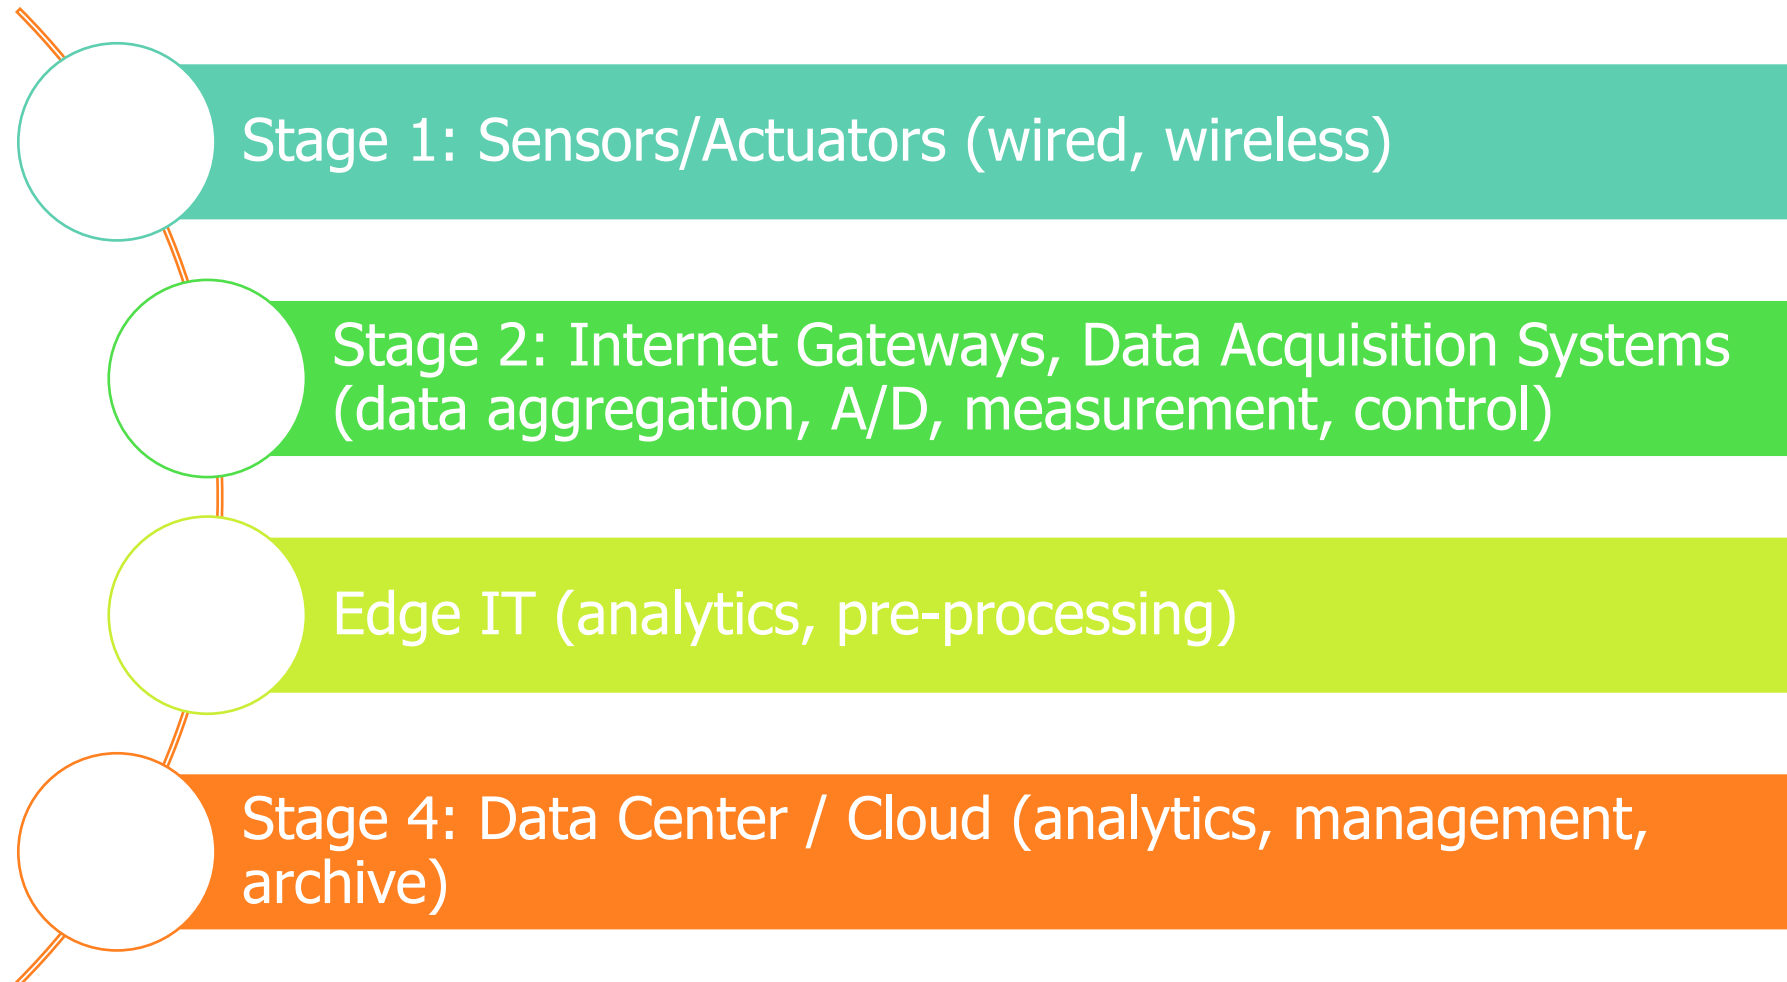 Stage 1: Sensors/Actuators (wired, wireless)
Stage 2: Internet Gateways, Data Acquisition Systems
(data aggregation, A/D, measurement, control)
Edge IT (analytics, pre-processing)
Stage 4: Data Center / Cloud (analytics, management,
archive)